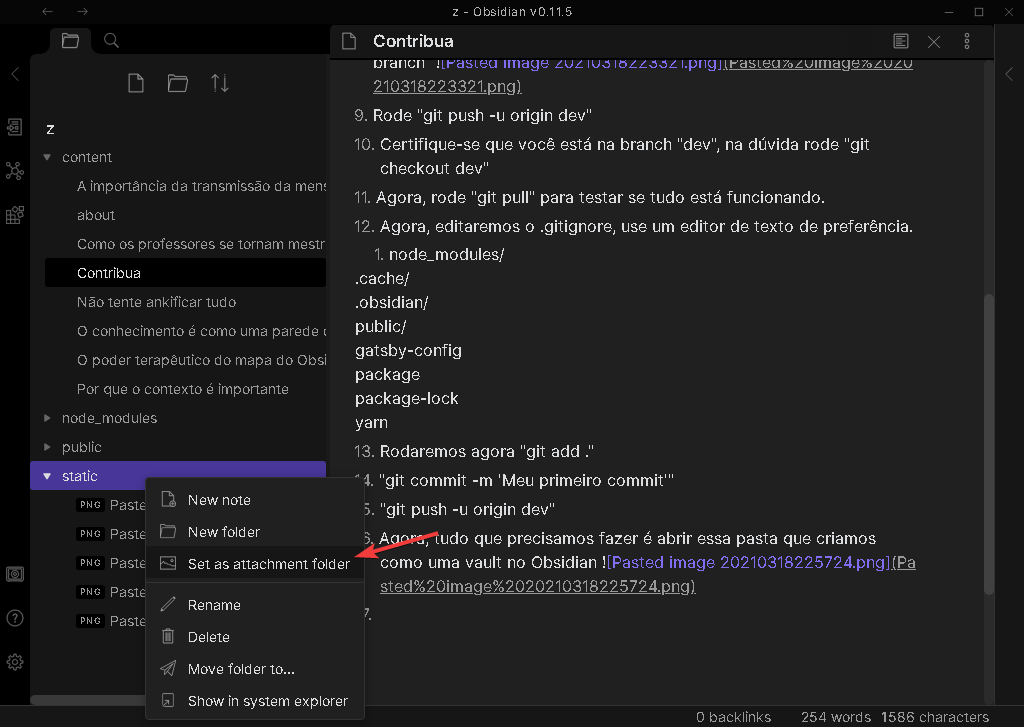 z - Obsidian v0.11.5
Contribua
z
content
A importância da transmissão da mens
about
Como os professores se tornam mestr
Contribua
Não tente ankificar tudo
O conhecimento é como uma parede
O poder terapêutico do mapa do Obsi
Por que o contexto é importante
node_modules
public
static
PNG Paste
PNG Paste
PNG Paste
PNG Paste
PNG Paste
New note
New folder
Set as attachment folder
Rename
Delete
Move folder to...
Show in system explorer
branch ![Pasted image 20210318223321.png](Pasted%20image%2020
210318223321.png)
9. Rode "git push -u origin dev"
10. Certifique-se que você está na branch "dev", na dúvida rode "git
checkout dev"
11. Agora, rode "git pull" para testar se tudo está funcionando.
12. Agora, editaremos o .gitignore, use um editor de texto de preferência.
1. node_modules/
.cache/
.obsidian/
public/
gatsby-config
package
package-lock
yarn
13. Rodaremos agora "git add ."
14. "git commit -m 'Meu primeiro commit'"
5. "git push -u origin dev"
6. Agora, tudo que precisamos fazer é abrir essa pasta que criamos
como uma vault no Obsidian ![Pasted image 20210318225724.png](Pa
sted%20image%2020210318225724.png)
7.
0 backlinks 254 words 1586 characters